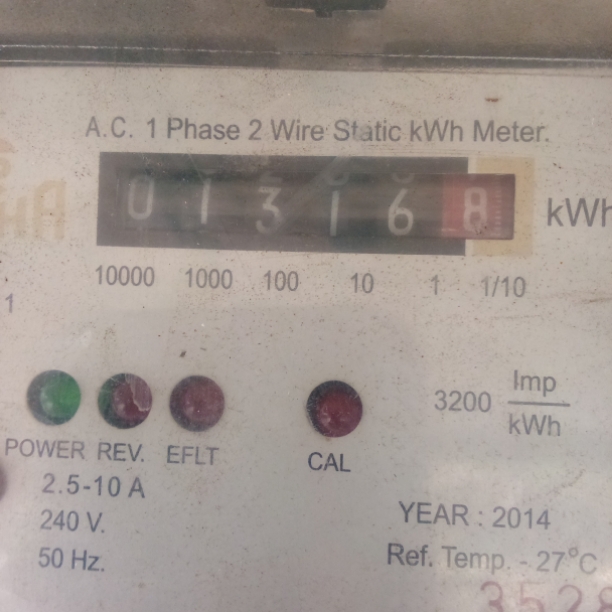 A.C. 1 Phase 2 Wire Static kWh Meter.
0 1 3 1 6 8 kWh
10000 1000 100 10 1 1/10
1
3200 Imp
kWh
POWER REV. EFLT CAL
2.5-10 A
240 V.
50 Hz.
YEAR : 2014
Ref. Temp. - 27°C